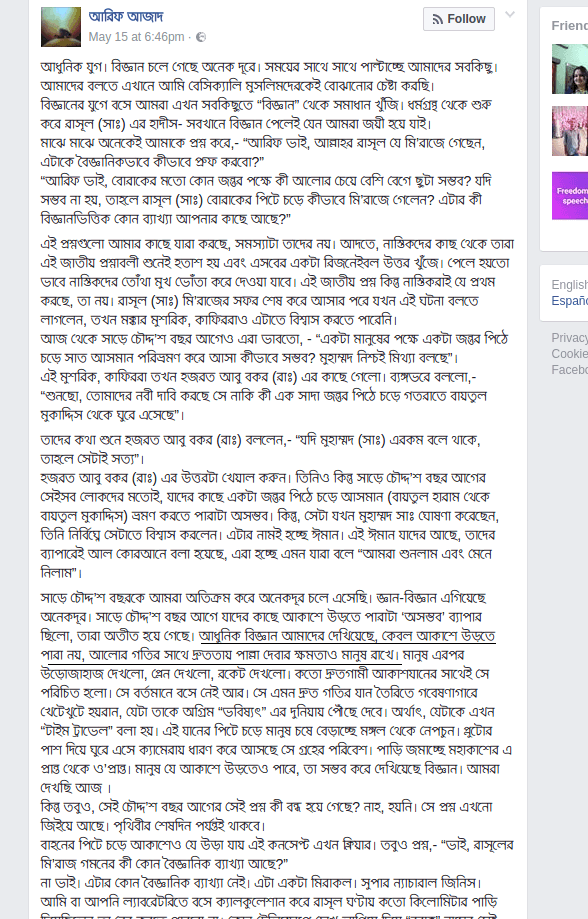 আরিফ আজাদ
May 15 at 6:46pm ·
Follow
আধুনিক যুগ। বিজ্ঞান চলে গেছে অনেক দূরে। সময়ের সাথে সাথে পাল্টাচ্ছে আমাদের সবকিছু।
আমাদের বলতে এখানে আমি বেসিক্যালি মুসলিমদেরকেই বোঝানোর চেষ্টা করছি।
বিজ্ঞানের যুগে বসে আমরা এখন সবকিছুতে “বিজ্ঞান” থেকে সমাধান খুঁজি। ধর্মগ্রন্থ থেকে শুরু
করে রাসূল (সাঃ) এর হাদীস- সবখানে বিজ্ঞান পেলেই যেন আমরা জয়ী হয়ে যাই।
মাঝে মাঝে অনেকেই আমাকে প্রশ্ন করে,- “আরিফ ভাই, আল্লাহর রাসূল যে মি'রাজে গেছেন,
এটাকে বৈজ্ঞানিকভাবে কীভাবে প্রুফ করবো?”
“আরিফ ভাই, বোরাকের মতো কোন জন্তুর পক্ষে কী আলোর চেয়ে বেশি বেগে ছুটা সম্ভব? যদি
সম্ভব না হয়, তাহলে রাসূল (সাঃ) বোরাকের পিটে চড়ে কীভাবে মি'রাজে গেলেন? এটার কী
বিজ্ঞানভিত্তিক কোন ব্যাখ্যা আপনার কাছে আছে?”
এই প্রশ্নগুলো আমার কাছে যারা করছে, সমস্যাটা তাদের নয়। আদতে, নাস্তিকদের কাছ থেকে তারা
এই জাতীয় প্রশ্নাবলী শুনেই হতাশ হয় এবং এসবের একটা রিজনেইবল উত্তর খুঁজে। পেলে হয়তো
ভাবে নাস্তিকদের তোঁথা মুখ ভোঁতা করে দেওয়া যাবে। এই জাতীয় প্রশ্ন কিন্তু নাস্তিকরাই যে প্রথম
করছে, তা নয়। রাসূল (সাঃ) মি'রাজের সফর শেষ করে আসার পরে যখন এই ঘটনা বলতে
লাগলেন, তখন মক্কার মুশরিক, কাফিররাও এটাতে বিশ্বাস করতে পারেনি।
আজ থেকে সাড়ে চৌদ্দ'শ বছর আগেও এরা ভাবতো, - “একটা মানুষের পক্ষে একটা জন্তুর পিঠে
চড়ে সাত আসমান পরিভ্রমণ করে আসা কীভাবে সম্ভব? মুহাম্মদ নিশ্চই মিথ্যা বলছে”।
এই মুশরিক, কাফিররা তখন হজরত আবু বকর (রাঃ) এর কাছে গেলো। ব্যঙ্গভরে বললো,-
“শুনছো, তোমাদের নবী দাবি করছে সে নাকি কী এক সাদা জন্তুর পিঠে চড়ে গতরাতে বায়তুল
মুকাদ্দিস থেকে ঘুরে এসেছে”।
তাদের কথা শুনে হজরত আবু বকর (রাঃ) বললেন,- “যদি মুহাম্মদ (সাঃ) এরকম বলে থাকে,
তাহলে সেটাই সত্য”।
হজরত আবু বকর (রাঃ) এর উত্তরটা খেয়াল করুন। তিনিও কিন্তু সাড়ে চৌদ্দ'শ বছর আগের
সেইসব লোকদের মতোই, যাদের কাছে একটা জন্তুর পিঠে চড়ে আসমান (বায়তুল হারাম থেকে
বায়তুল মুকাদ্দিস) ভ্রমণ করতে পারাটা অসম্ভব। কিন্তু, সেটা যখন মুহাম্মদ সাঃ ঘোষণা করেছেন,
তিনি নির্বিঘ্নে সেটাতে বিশ্বাস করলেন। এটার নামই হচ্ছে ঈমান। এই ঈমান যাদের আছে, তাদের
ব্যাপারেই আল কোরআনে বলা হয়েছে, এরা হচ্ছে এমন যারা বলে “আমরা শুনলাম এবং মেনে
নিলাম”।
সাড়ে চৌদ্দ'শ বছরকে আমরা অতিক্রম করে অনেকদূর চলে এসেছি। জ্ঞান-বিজ্ঞান এগিয়েছে
অনেকদূর। সাড়ে চৌদ্দ'শ বছর আগে যাদের কাছে আকাশে উড়তে পারাটা ‘অসম্ভব’ ব্যাপার
ছিলো, তারা অতীত হয়ে গেছে। আধুনিক বিজ্ঞান আমাদের দেখিয়েছে, কেবল আকাশে উড়তে
পারা নয়, আলোর গতির সাথে দ্রুততায় পাল্লা দেবার ক্ষমতাও মানুষ রাখে। মানুষ এরপর
উড়োজাহাজ দেখলো, প্লেন দেখলো, রকেট দেখলো। কতো দ্রুতগামী আকাশযানের সাথেই সে
পরিচিত হলো। সে বর্তমানে বসে নেই আর। সে এমন দ্রুত গতির যান তৈরিতে গবেষণাগারে
খেটেখুটে হয়রান, যেটা তাকে অগ্রিম “ভবিষ্যৎ” এর দুনিয়ায় পৌঁছে দেবে। অর্থাৎ, যেটাকে এখন
“টাইম ট্রাভেল” বলা হয়। এই যানের পিটে চড়ে মানুষ চষে বেড়াচ্ছে মঙ্গল থেকে নেপচুন। প্লুটোর
পাশ দিয়ে ঘুরে এসে ক্যামেরায় ধারণ করে আসছে সে গ্রহের পরিবেশ। পাড়ি জমাচ্ছে মহাকাশের এ
প্রান্ত থেকে ও'প্রান্ত। মানুষ যে আকাশে উড়তেও পারে, তা সম্ভব করে দেখিয়েছে বিজ্ঞান। আমরা
দেখছি আজ ।
কিন্তু তবুও, সেই চৌদ্দ'শ বছর আগের সেই প্রশ্ন কী বন্ধ হয়ে গেছে? নাহ, হয়নি। সে প্রশ্ন এখনো
জিইয়ে আছে। পৃথিবীর শেষদিন পর্যন্তই থাকবে।
বাহনের পিটে চড়ে আকাশেও যে উড়া যায় এই কনসেপ্ট এখন ক্লিয়ার। তবুও প্রশ্ন,- “ভাই, রাসূলের
মি'রাজ গমনের কী কোন বৈজ্ঞানিক ব্যাখ্যা আছে?”
না ভাই। এটার কোন বৈজ্ঞানিক ব্যাখ্যা নেই। এটা একটা মিরাকল। সুপার ন্যাচারাল জিনিস।
আমি বা আপনি ল্যাবরেটরিতে বসে ক্যালকুলেশন করে রাসূল ঘণ্টায় কতো কিলোমিটার পাড়ি
Friend
Freedom
speech
English
Españo
Privacy
Cookie
Facebo